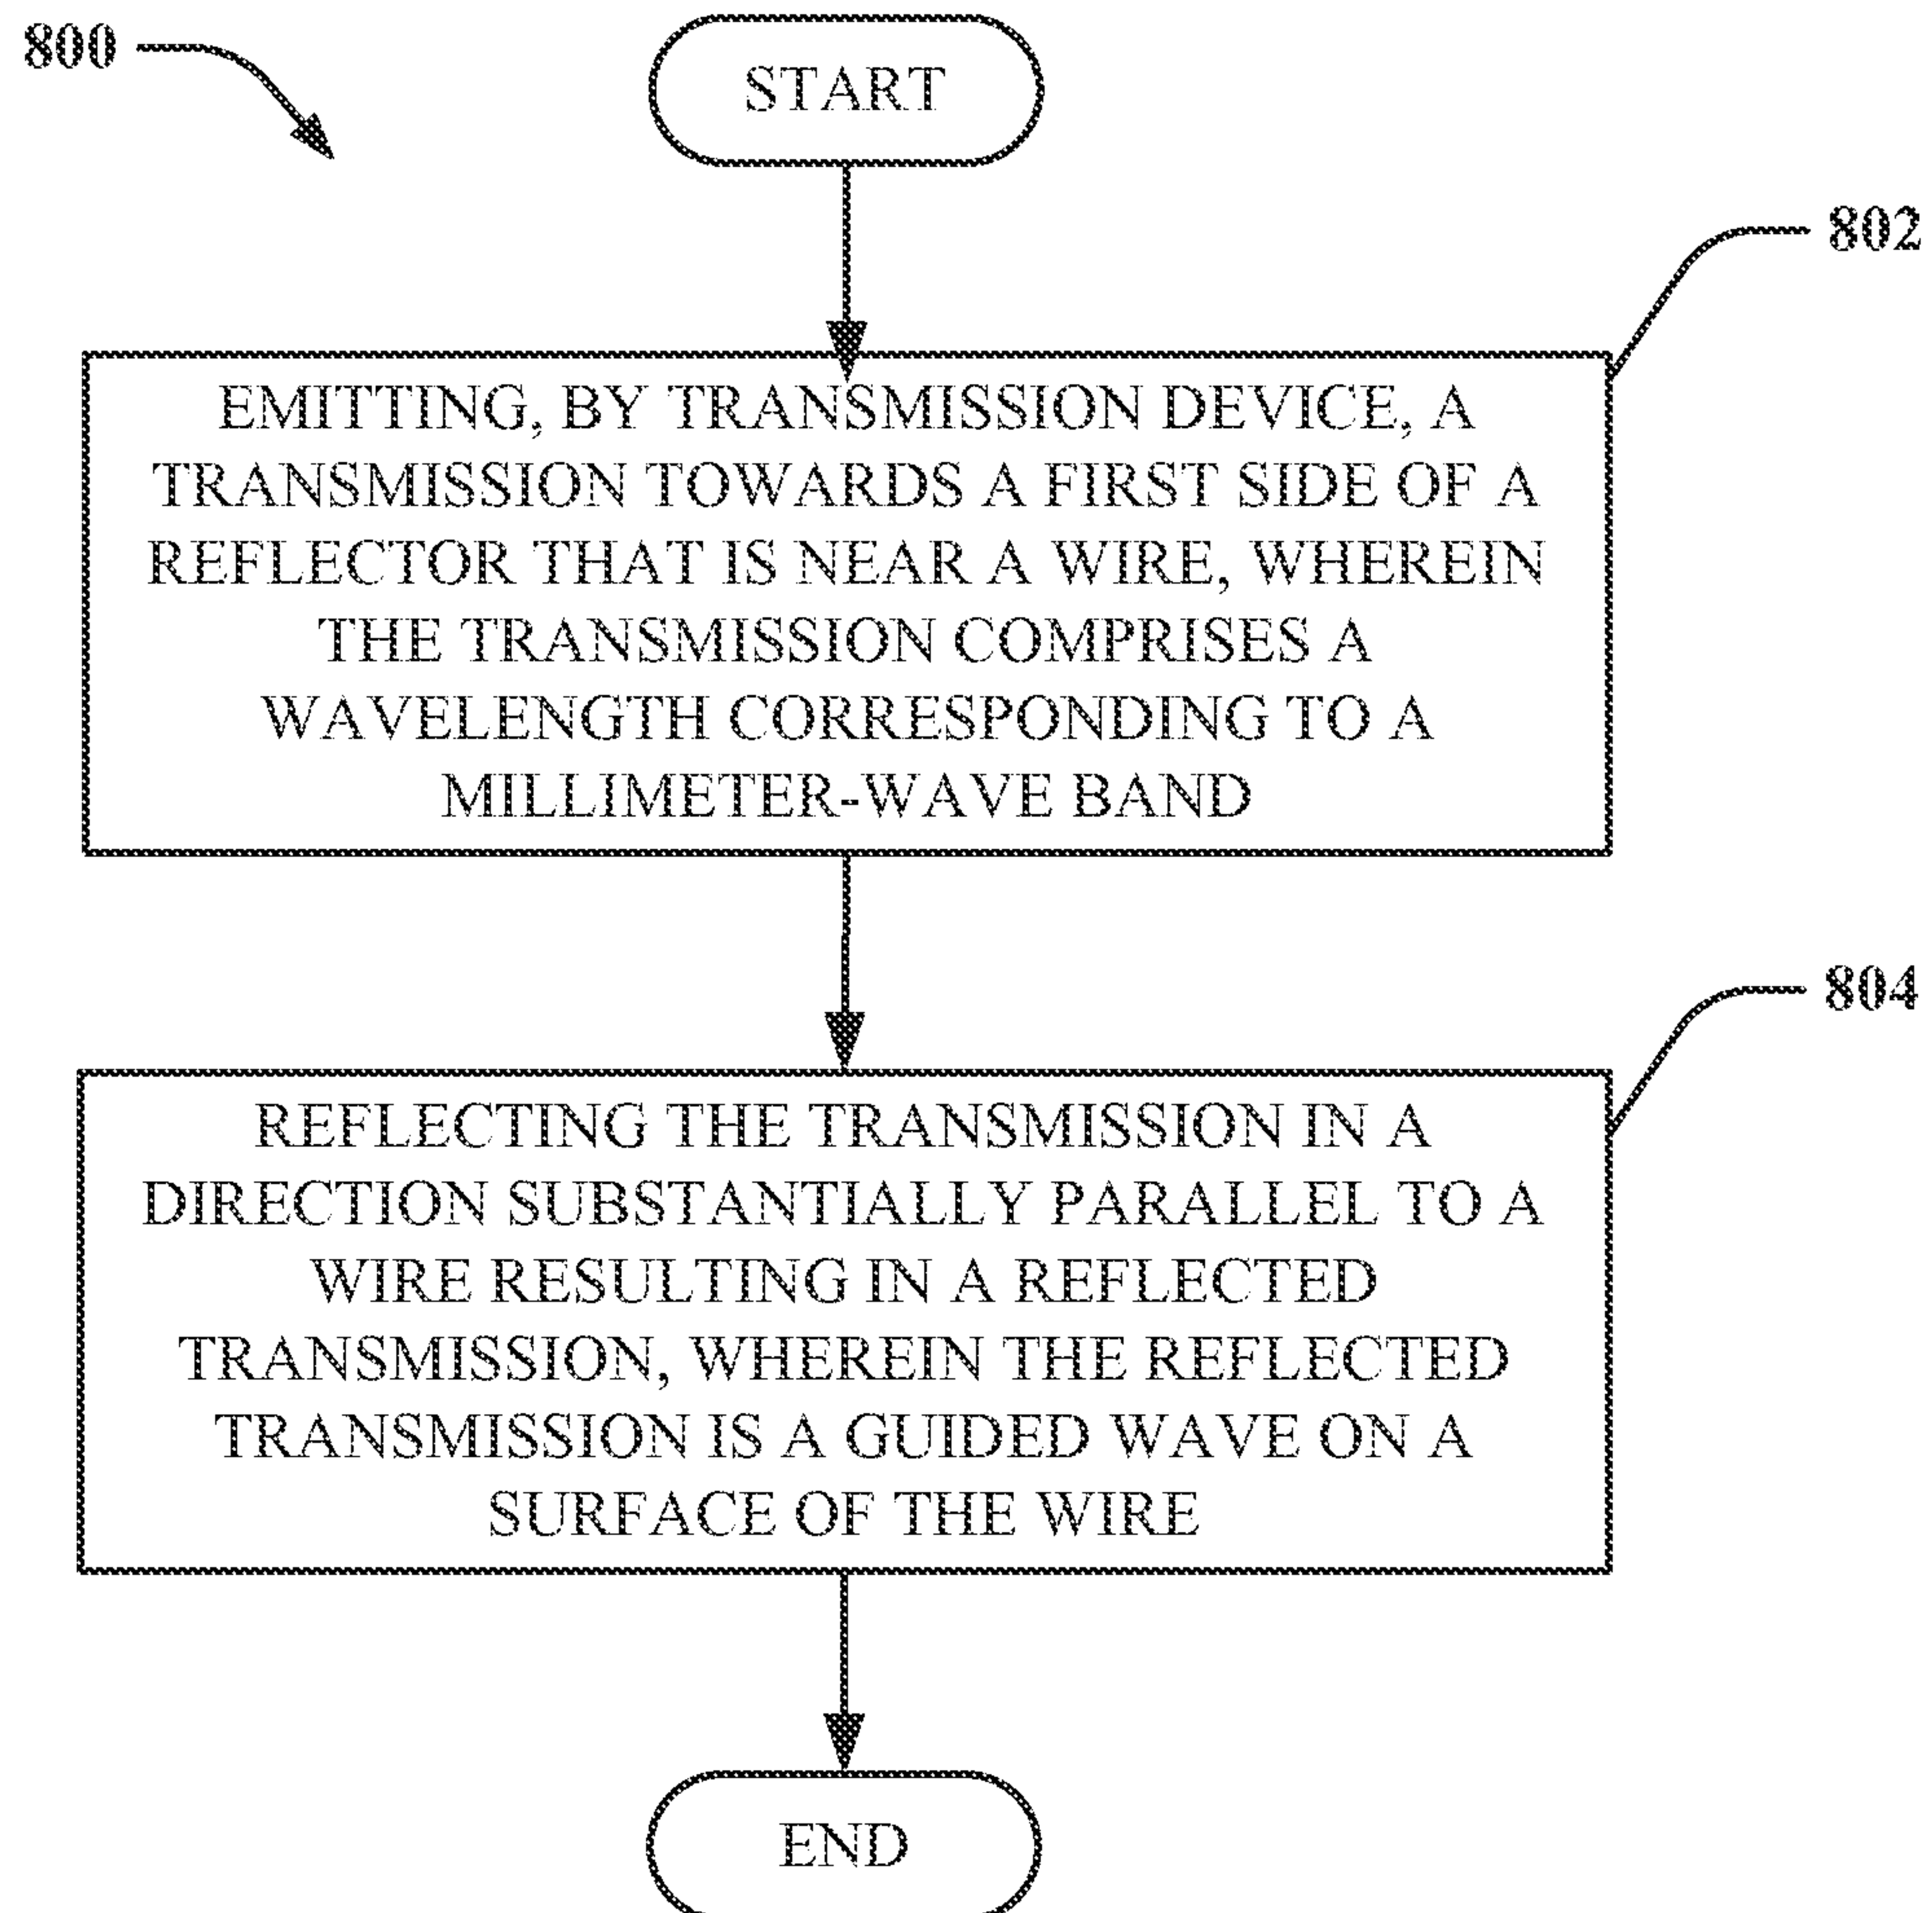 800
START
802
EMITTING, BY TRANSMISSION DEVICE, A
TRANSMISSION TOWARDS A FIRST SIDE OF A
REFLECTOR THAT IS NEAR A WIRE, WHEREIN
THE TRANSMISSION COMPRISES A
WAVELENGTH CORRESPONDING TO A
MILLIMETER-WAVE BAND
804
REFLECTING THE TRANSMISSION IN A
DIRECTION SUBSTANTIALLY PARALLEL TO A
WIRE RESULTING IN A REFLECTED
TRANSMISSION, WHEREIN THE REFLECTED
TRANSMISSION IS A GUIDED WAVE ON A
SURFACE OF THE WIRE
END